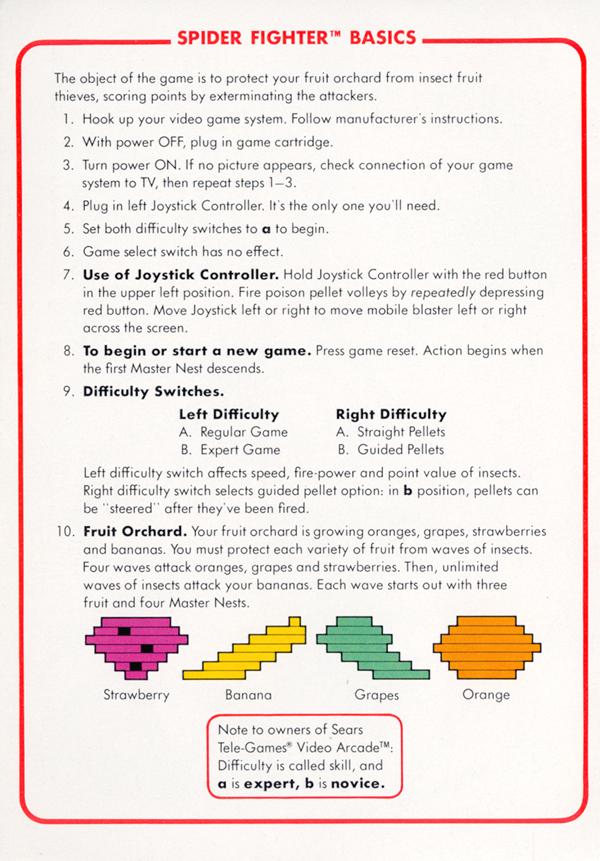 SPIDER FIGHTER™ BASICS
The object of the game is to protect your fruit orchard from insect fruit
thieves, scoring points by exterminating the attackers.
1. Hook up your video game system. Follow manufacturer's instructions.
2. With power OFF, plug in game cartridge.
3. Turn power ON. If no picture appears, check connection of your game
system to TV, then repeat steps 1–3.
4. Plug in left Joystick Controller. It's the only one you'll need.
5. Set both difficulty switches to a to begin.
6. Game select switch has no effect.
7. Use of Joystick Controller. Hold Joystick Controller with the red button
in the upper left position. Fire poison pellet volleys by repeatedly depressing
red button. Move Joystick left or right to move mobile blaster left or right
across the screen.
8. To begin or start a new game. Press game reset. Action begins when
the first Master Nest descends.
9. Difficulty Switches.
Left Difficulty Right Difficulty
A. Regular Game A. Straight Pellets
B. Expert Game B. Guided Pellets
Left difficulty switch affects speed, fire-power and point value of insects.
Right difficulty switch selects guided pellet option: in b position, pellets can
be "steered" after they've been fired.
10. Fruit Orchard. Your fruit orchard is growing oranges, grapes, strawberries
and bananas. You must protect each variety of fruit from waves of insects.
Four waves attack oranges, grapes and strawberries. Then, unlimited
waves of insects attack your bananas. Each wave starts out with three
fruit and four Master Nests.
Strawberry Banana Grapes Orange
Note to owners of Sears
Tele-Games® Video Arcade™:
Difficulty is called skill, and
a is expert, b is novice.